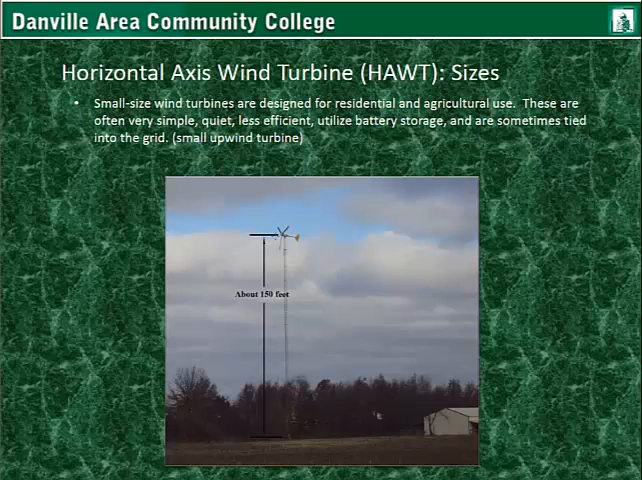 Danville Area Community College
Horizontal Axis Wind Turbine (HAWT): Sizes
• Small-size wind turbines are designed for residential and agricultural use.  These are
often very simple, quiet, less efficient, utilize battery storage, and are sometimes tied
into the grid. (small upwind turbine)
About 150 feet